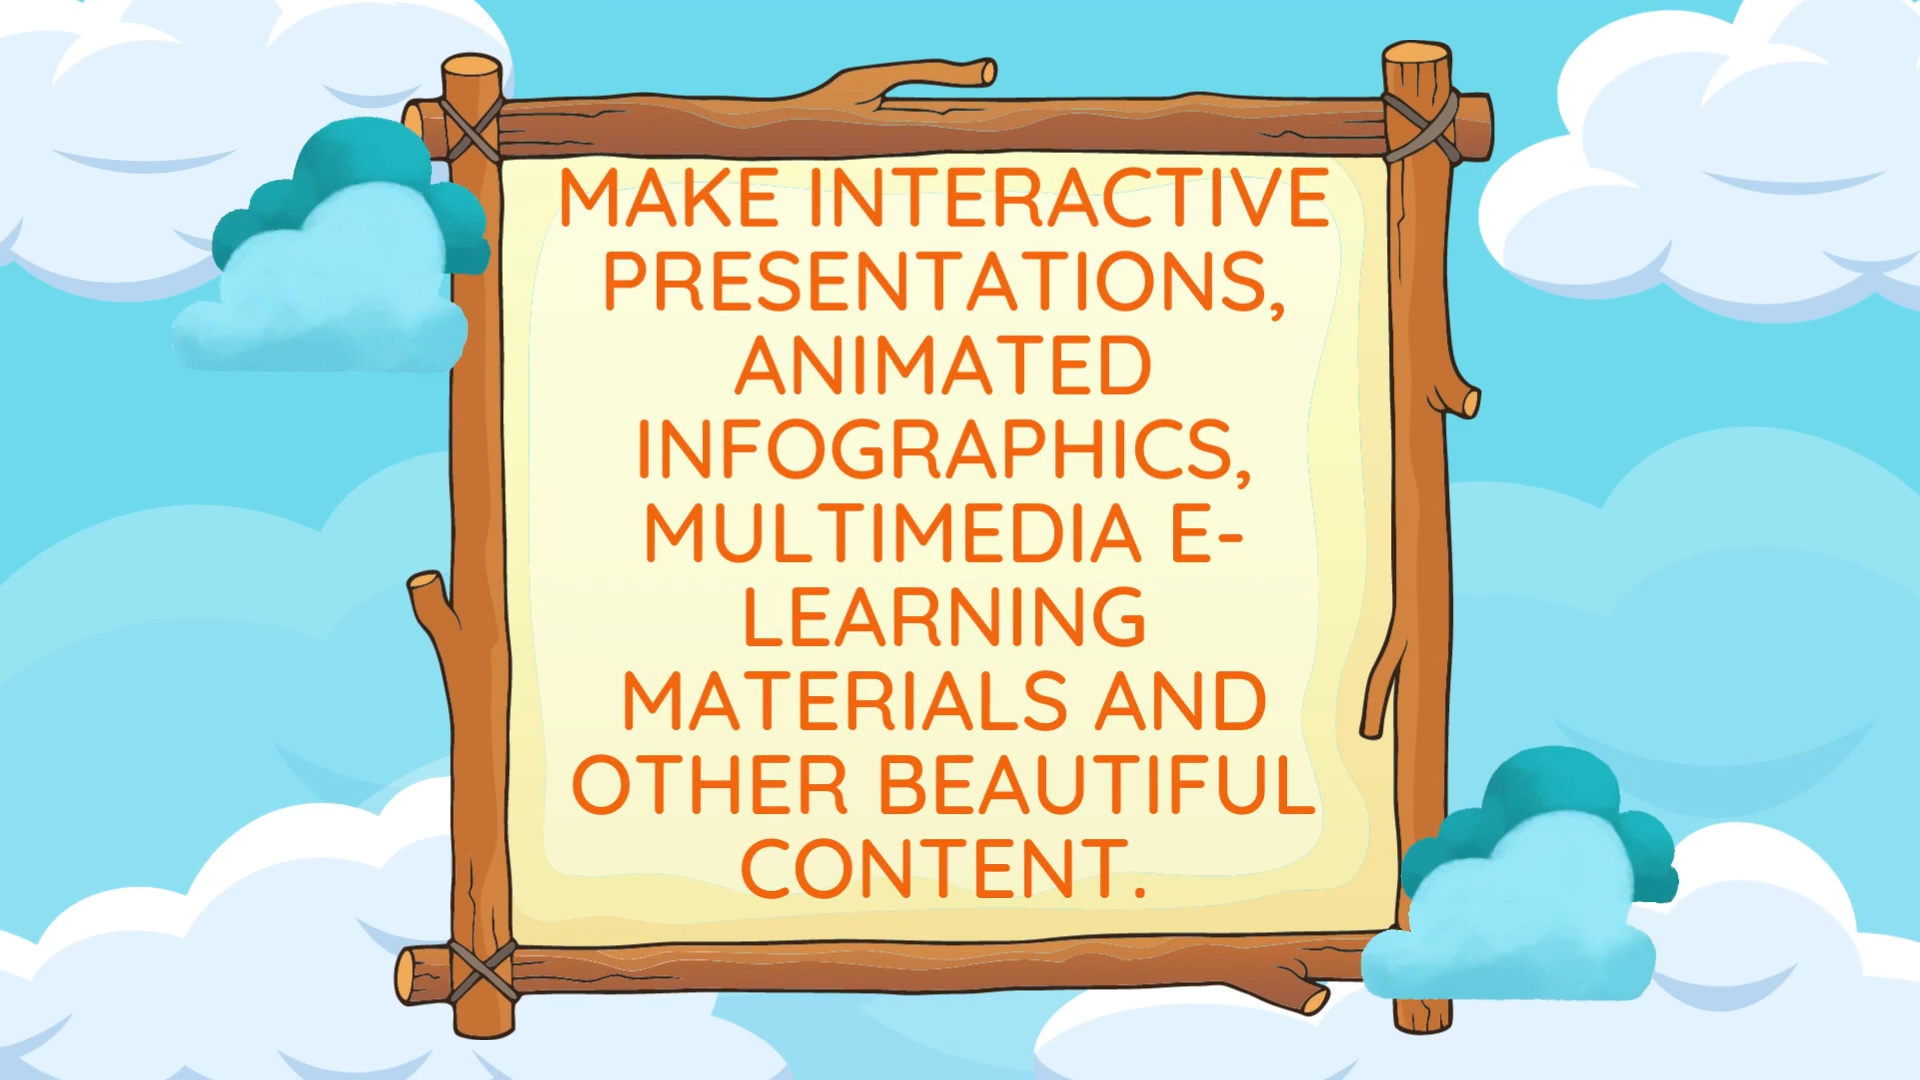 MAKE INTERACTIVE
PRESENTATIONS,
ANIMATED
INFOGRAPHICS,
MULTIMEDIA E-
LEARNING
MATERIALS AND
OTHER BEAUTIFUL
CONTENT.